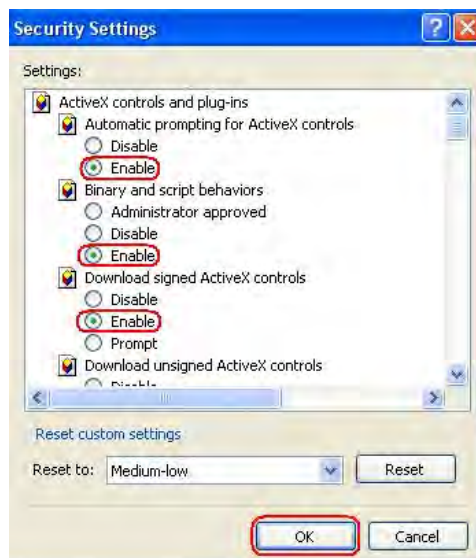 Security Settings
Settings:
ActiveX controls and plug-ins
Automatic prompting for ActiveX controls
Disable
Enable
Binary and script behaviors
Administrator approved
Disable
Enable
Download signed ActiveX controls
Disable
Enable
Prompt
Download unsigned ActiveX controls
Disable
Reset custom settings
Reset to: Medium-low Reset
OK Cancel